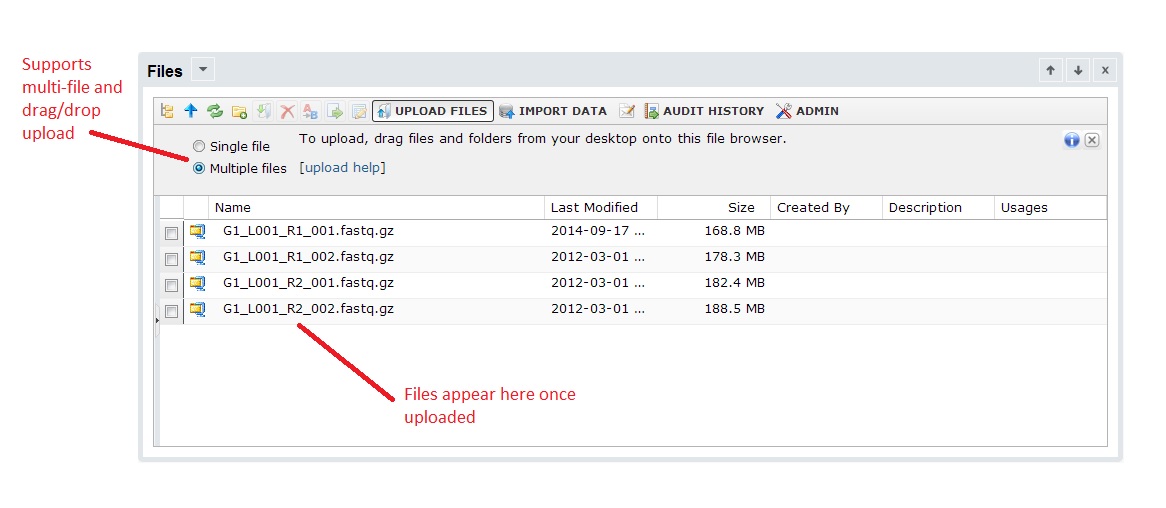 Supports
multi-file and
drag/drop
upload
Files
UPLOAD FILES IMPORT DATA AUDIT HISTORY ADMIN
Single file
To upload, drag files and folders from your desktop onto this file browser.
Multiple files [upload help]
Name Last Modified Size Created By Description Usages
G1_L001_R1_001.fastq.gz 2014-09-17 ... 168.8 MB
G1_L001_R1_002.fastq.gz 2012-03-01 ... 178.3 MB
G1_L001_R2_001.fastq.gz 2012-03-01 ... 182.4 MB
G1_L001_R2_002.fastq.gz 2012-03-01 ... 188.5 MB
Files appear here once
uploaded